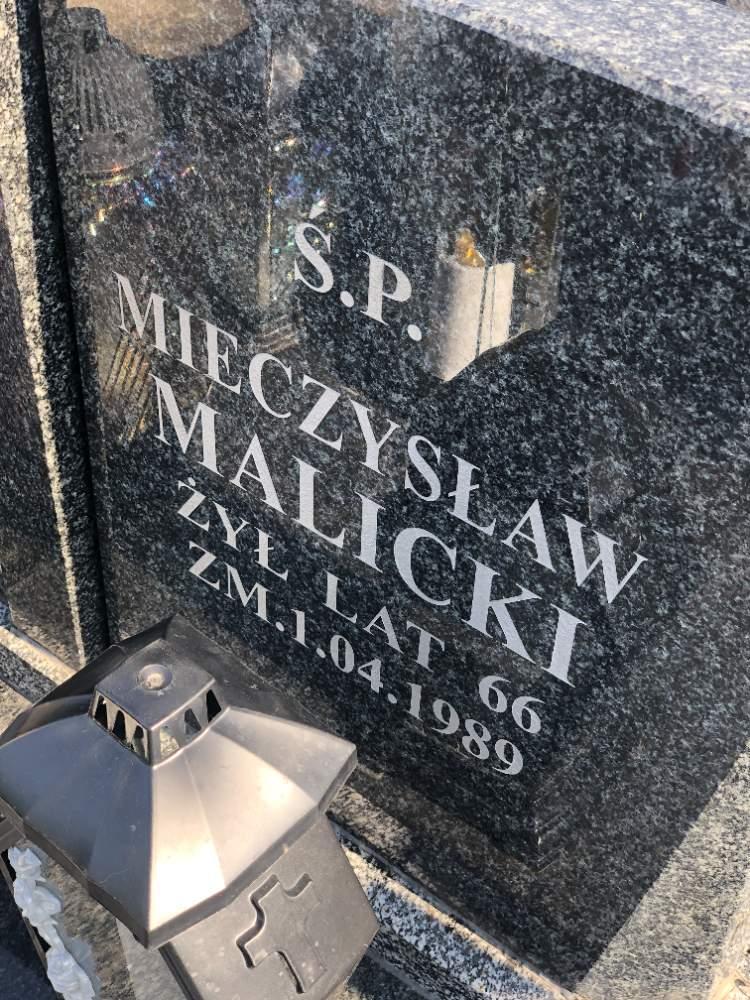 Ś.P.
MIECZYSŁAW
MALICKI
ŻYŁ LAT 66
ZM.1.04.1989